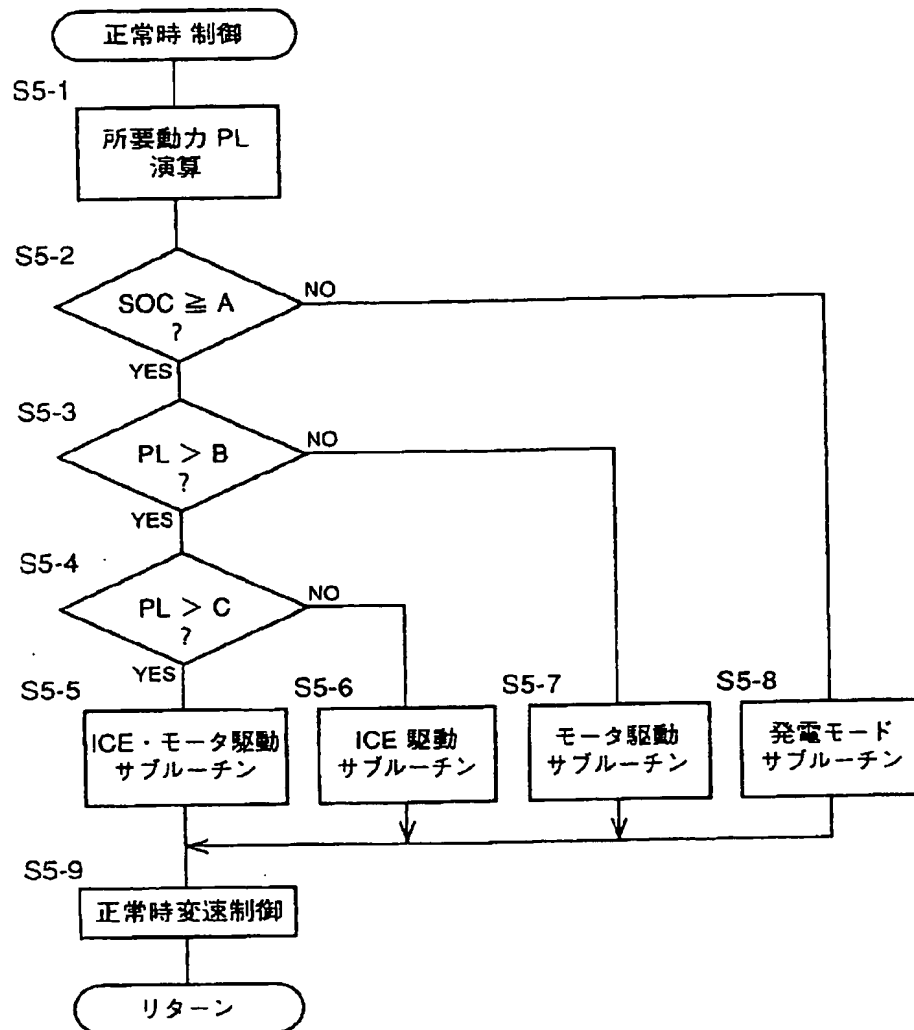 正常時 制御
S5-1
所要動力 PL
演算
S5-2
SOC ≧ A
?
NO
YES
S5-3
PL > B
?
NO
YES
S5-4
PL > C
?
NO
YES
S5-5
ICE・モータ駆動
サブルーチン
S5-6
ICE 駆動
サブルーチン
S5-7
モータ駆動
サブルーチン
S5-8
発電モード
サブルーチン
S5-9
正常時変速制御
リターン